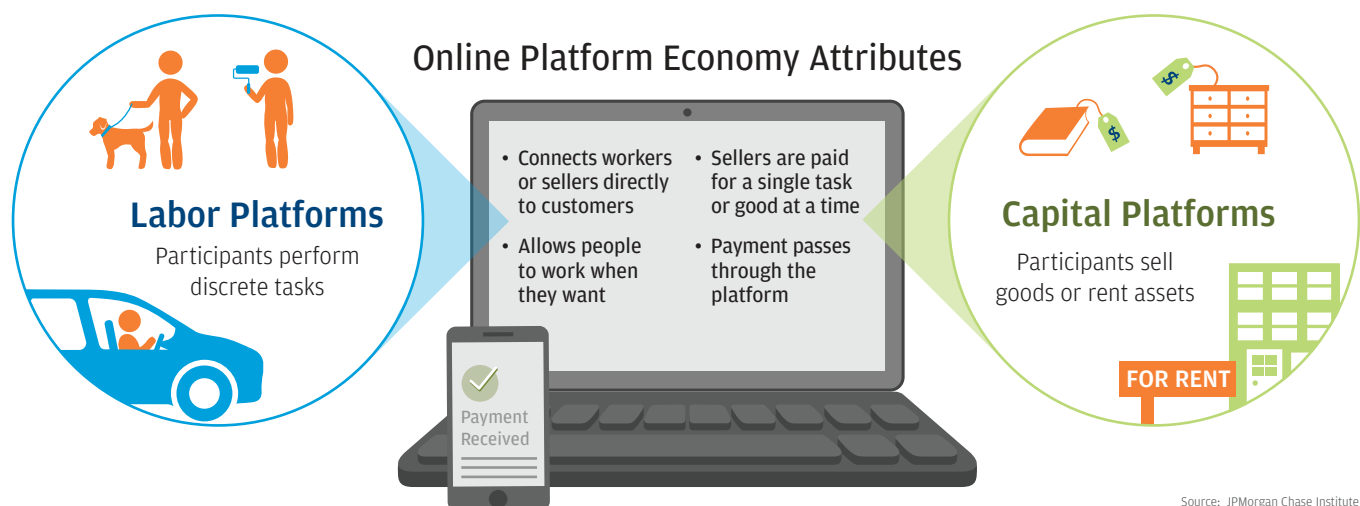 Online Platform Economy Attributes
Labor Platforms
Participants perform
discrete tasks
• Connects workers
or sellers directly
to customers
• Allows people
to work when
they want
• Sellers are paid
for a single task
or good at a time
• Payment passes
through the
platform
Payment
Received
$
$
Capital Platforms
Participants sell
goods or rent assets
FOR RENT
Source: JPMorgan Chase Institute